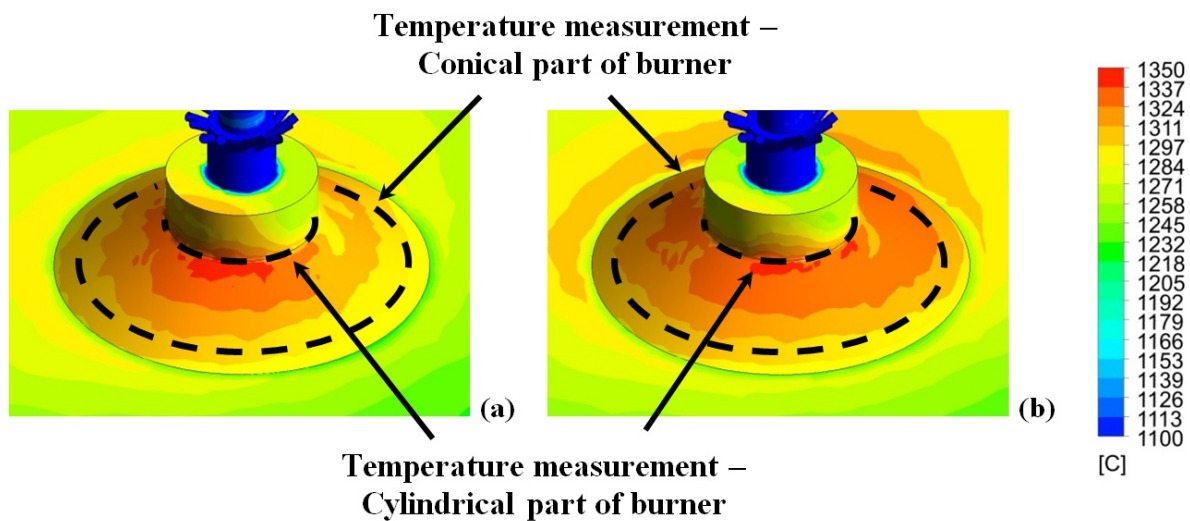 Temperature measurement –
Conical part of burner
(a)
(b)
Temperature measurement –
Cylindrical part of burner
1350
1337
1324
1311
1297
1284
1271
1258
1245
1232
1218
1205
1192
1179
1166
1153
1139
1126
1113
1100
[C]